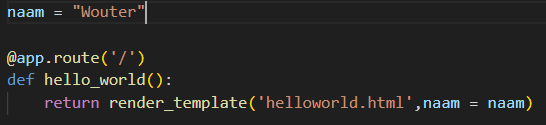 naam = "Wouter"
@app.route('/')
def hello_world():
    return render_template('helloworld.html',naam = naam)